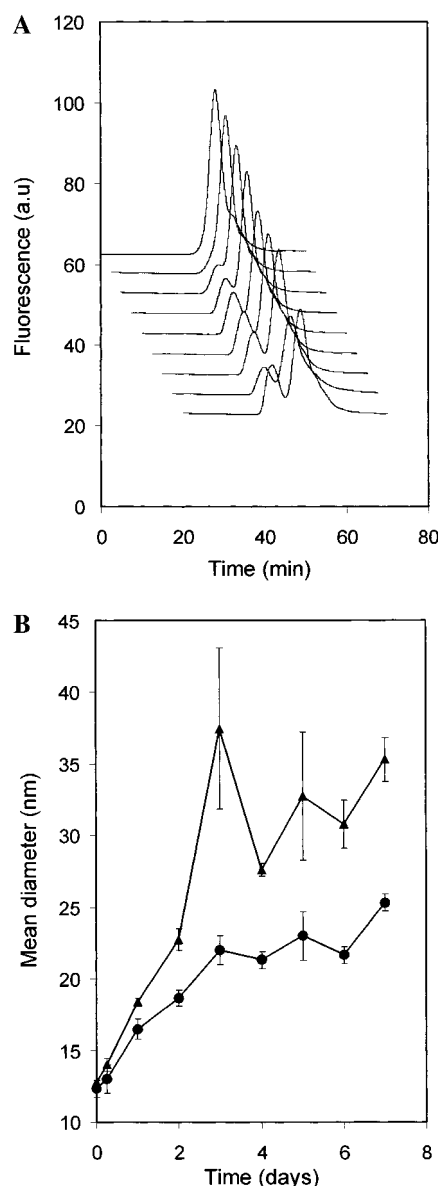 A
Fluorescence (a.u)
120
100
80
60
40
20
0
0 20 40 60 80
Time (min)
B
Mean diameter (nm)
45
40
35
30
25
20
15
10
0 2 4 6 8
Time (days)